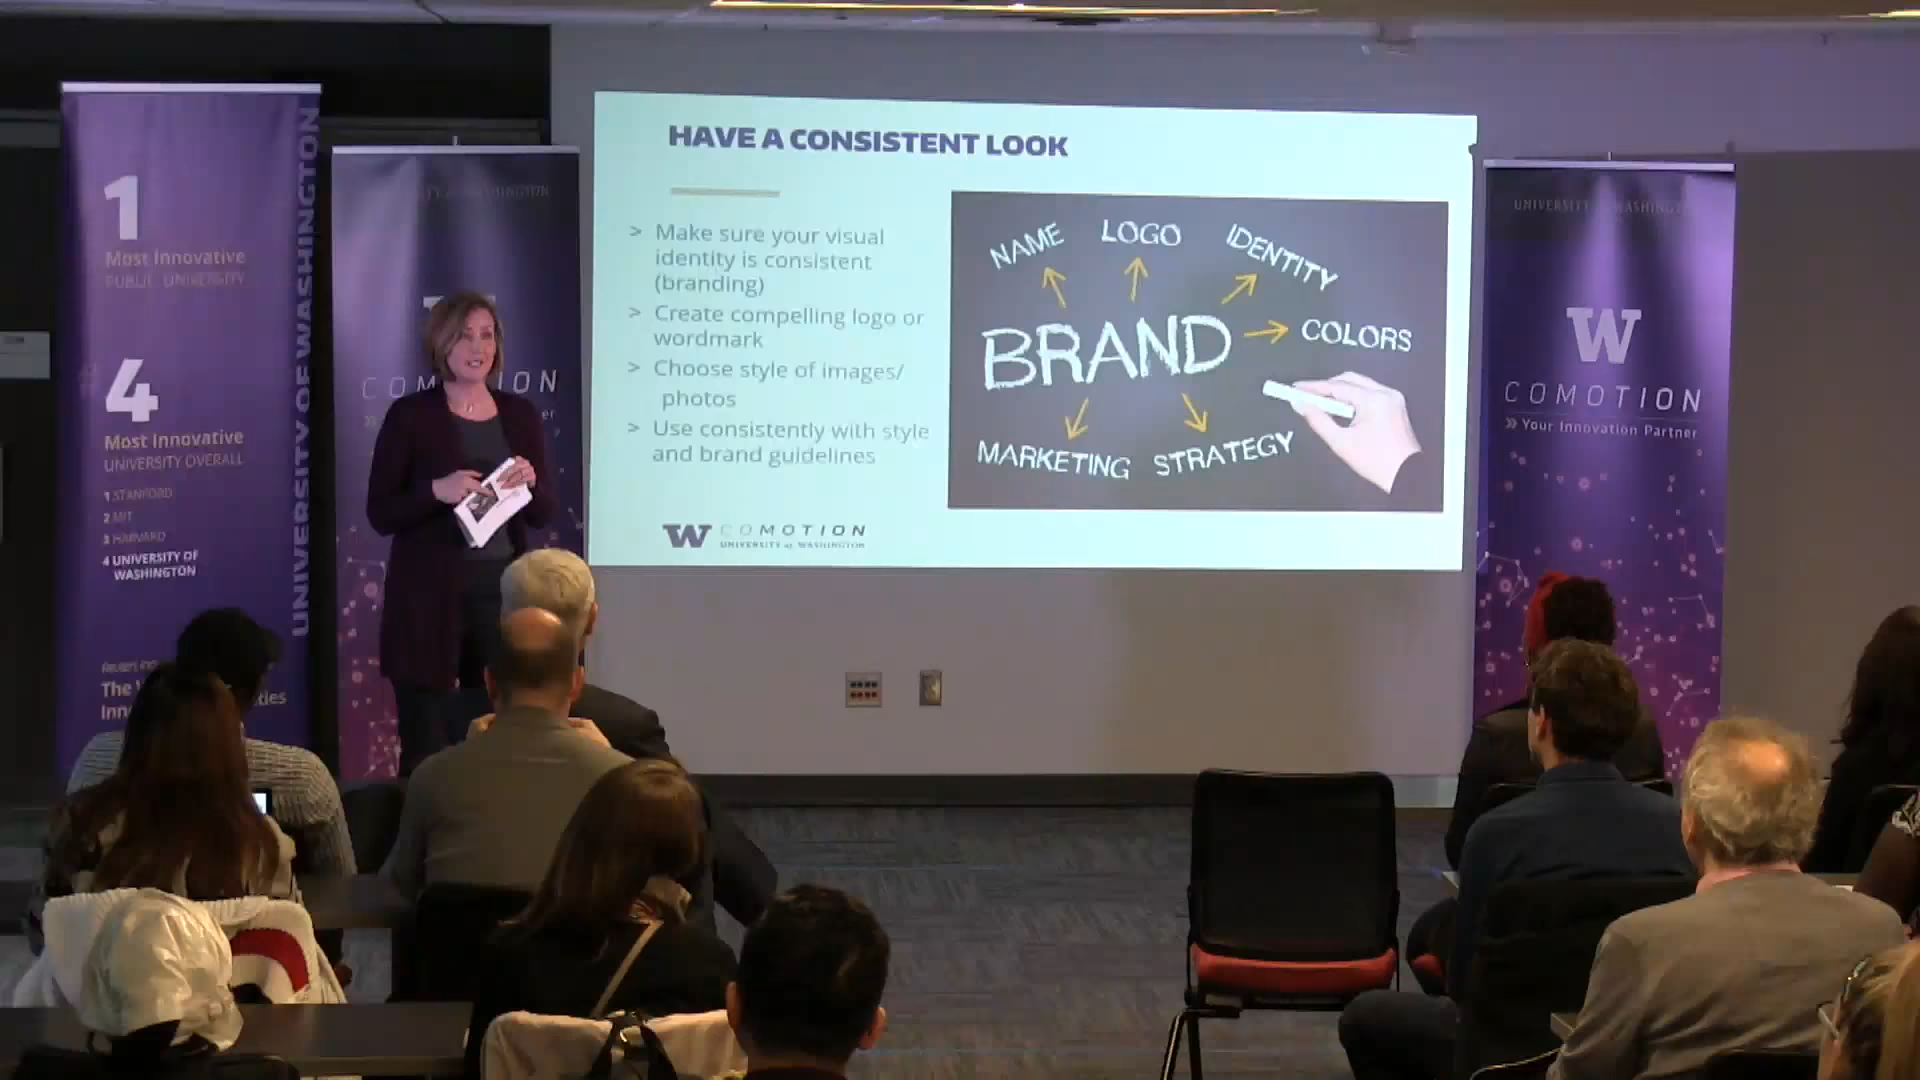 1
Most Innovative
PUBLIC UNIVERSITY
4
Most Innovative
UNIVERSITY OVERALL
1 STANFORD
2 MIT
3 HARVARD
4 UNIVERSITY OF
WASHINGTON
The
UNIVERSITY OF WASHINGTON
HAVE A CONSISTENT LOOK
> Make sure your visual
identity is consistent
(branding)
> Create compelling logo or
wordmark
> Choose style of images/
photos
> Use consistently with style
and brand guidelines
NAME
LOGO
IDENTITY
BRAND
COLORS
MARKETING
STRATEGY
W COMOTION
UNIVERSITY of WASHINGTON
UNIVERSITY of WASHINGTON
W
COMOTION
» Your Innovation Partner